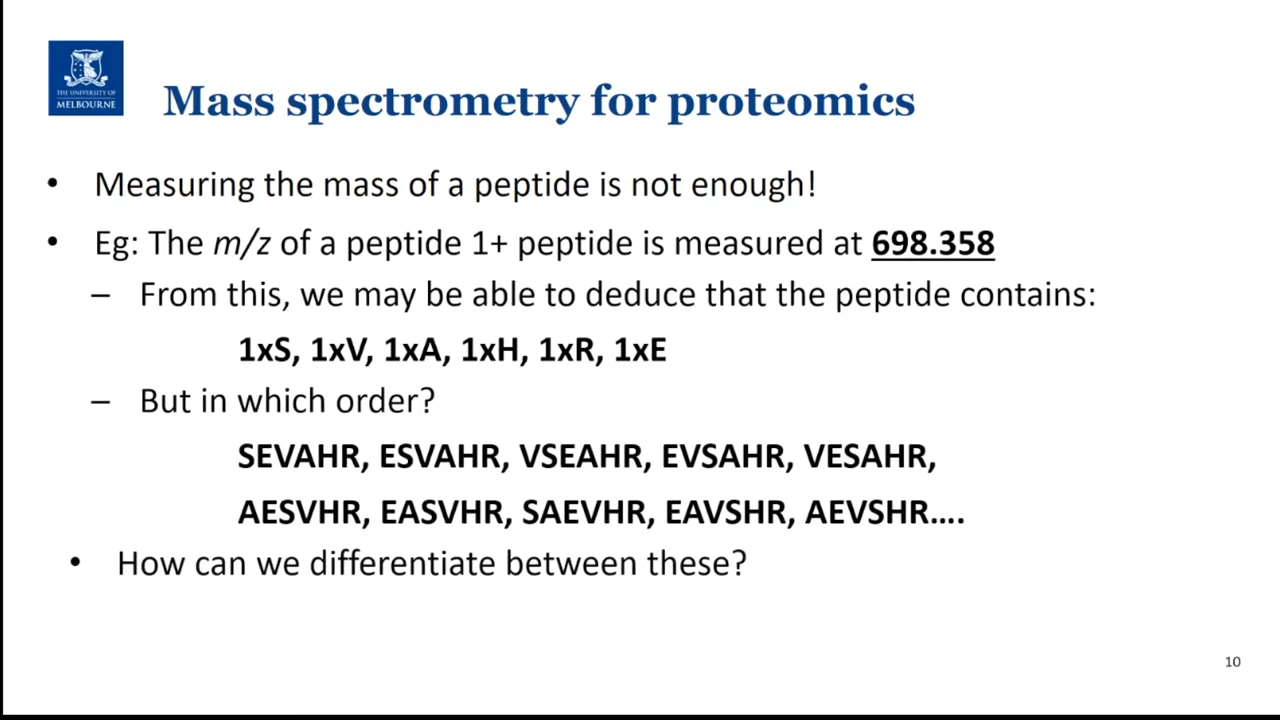 THE UNIVERSITY OF
MELBOURNE
Mass spectrometry for proteomics
• Measuring the mass of a peptide is not enough!
• Eg: The m/z of a peptide 1+ peptide is measured at 698.358
– From this, we may be able to deduce that the peptide contains:
1xS, 1xV, 1xA, 1xH, 1xR, 1xE
– But in which order?
SEVAHR, ESVAHR, VSEAHR, EVSAHR, VESAHR,
AESVHR, EASVHR, SAEVHR, EAVSHR, AEVSHR….
• How can we differentiate between these?
10